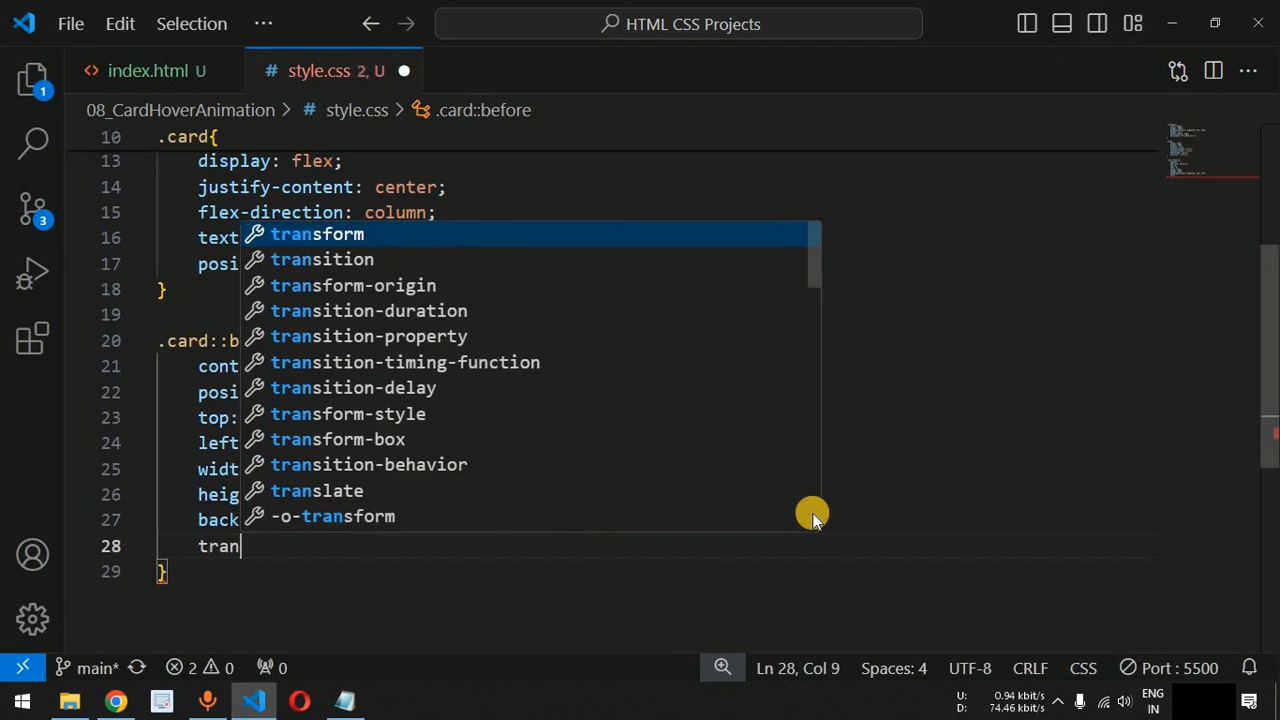 File Edit Selection ··· HTML CSS Projects
index.html U style.css 2, U
08_CardHoverAnimation > style.css > .card::before
10 .card{
13 display: flex;
14 justify-content: center;
15 flex-direction: column;
16 text
17 posi
18 }
19
20 .card::b
21 cont
22 posi
23 top:
24 left
25 widt
26 heig
27 back
28 tran
29 }
transform
transition
transform-origin
transition-duration
transition-property
transition-timing-function
transition-delay
transform-style
transform-box
transition-behavior
translate
-o-transform
1
3
main* 2 0 0 Ln 28, Col 9 Spaces: 4 UTF-8 CRLF CSS Port : 5500
U: 0.94 kbit/s
D: 74.46 kbit/s
ENG
IN